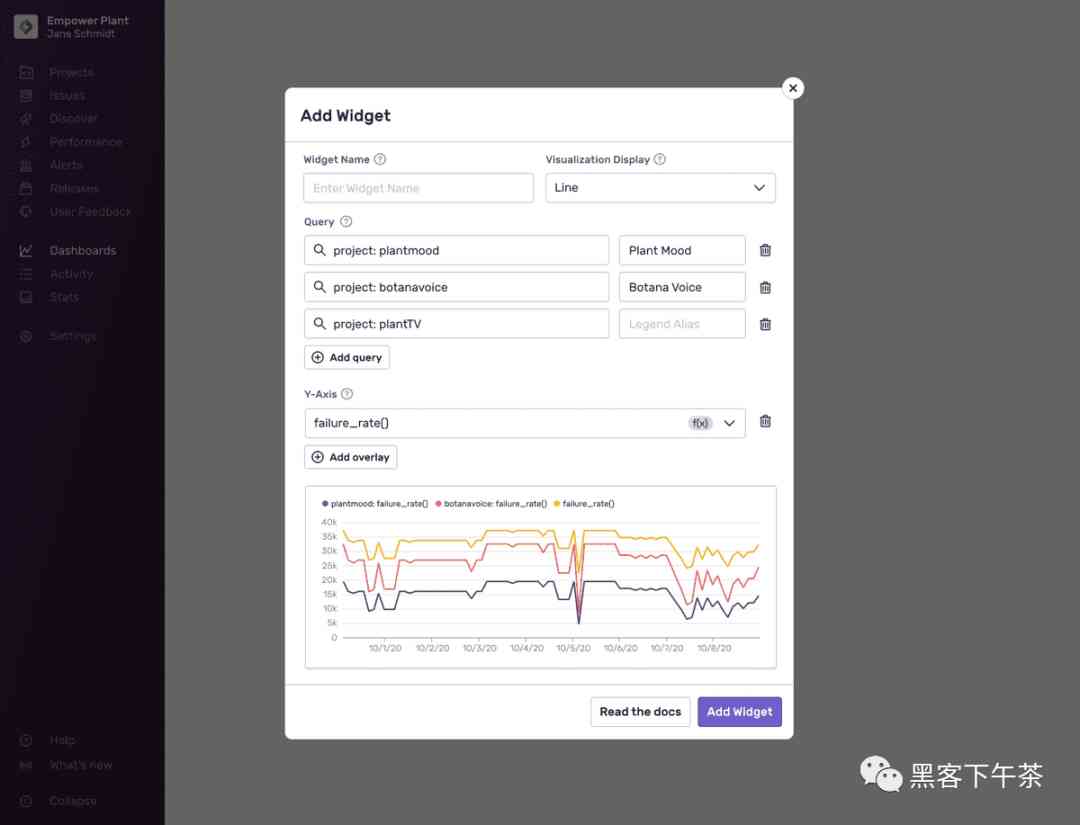 Empower Plant
Jane Schmidt
Projects
Issues
Discover
Performance
Alerts
Releases
User Feedback
Dashboards
Activity
Stats
Settings
Help
What's new
Collapse
Add Widget
Widget Name
Visualization Display
Enter Widget Name
Line
Query
project: plantmood
Plant Mood
project: botanavoice
Botana Voice
project: plantTV
Legend Alias
Add query
Y-Axis
failure_rate()
f(x)
Add overlay
plantmood: failure_rate() botanavoice: failure_rate() failure_rate()
40k
35k
30k
25k
20k
15k
10k
5k
0
10/1/20 10/2/20 10/3/20 10/4/20 10/5/20 10/6/20 10/7/20 10/8/20
Read the docs
Add Widget
黑客下午茶